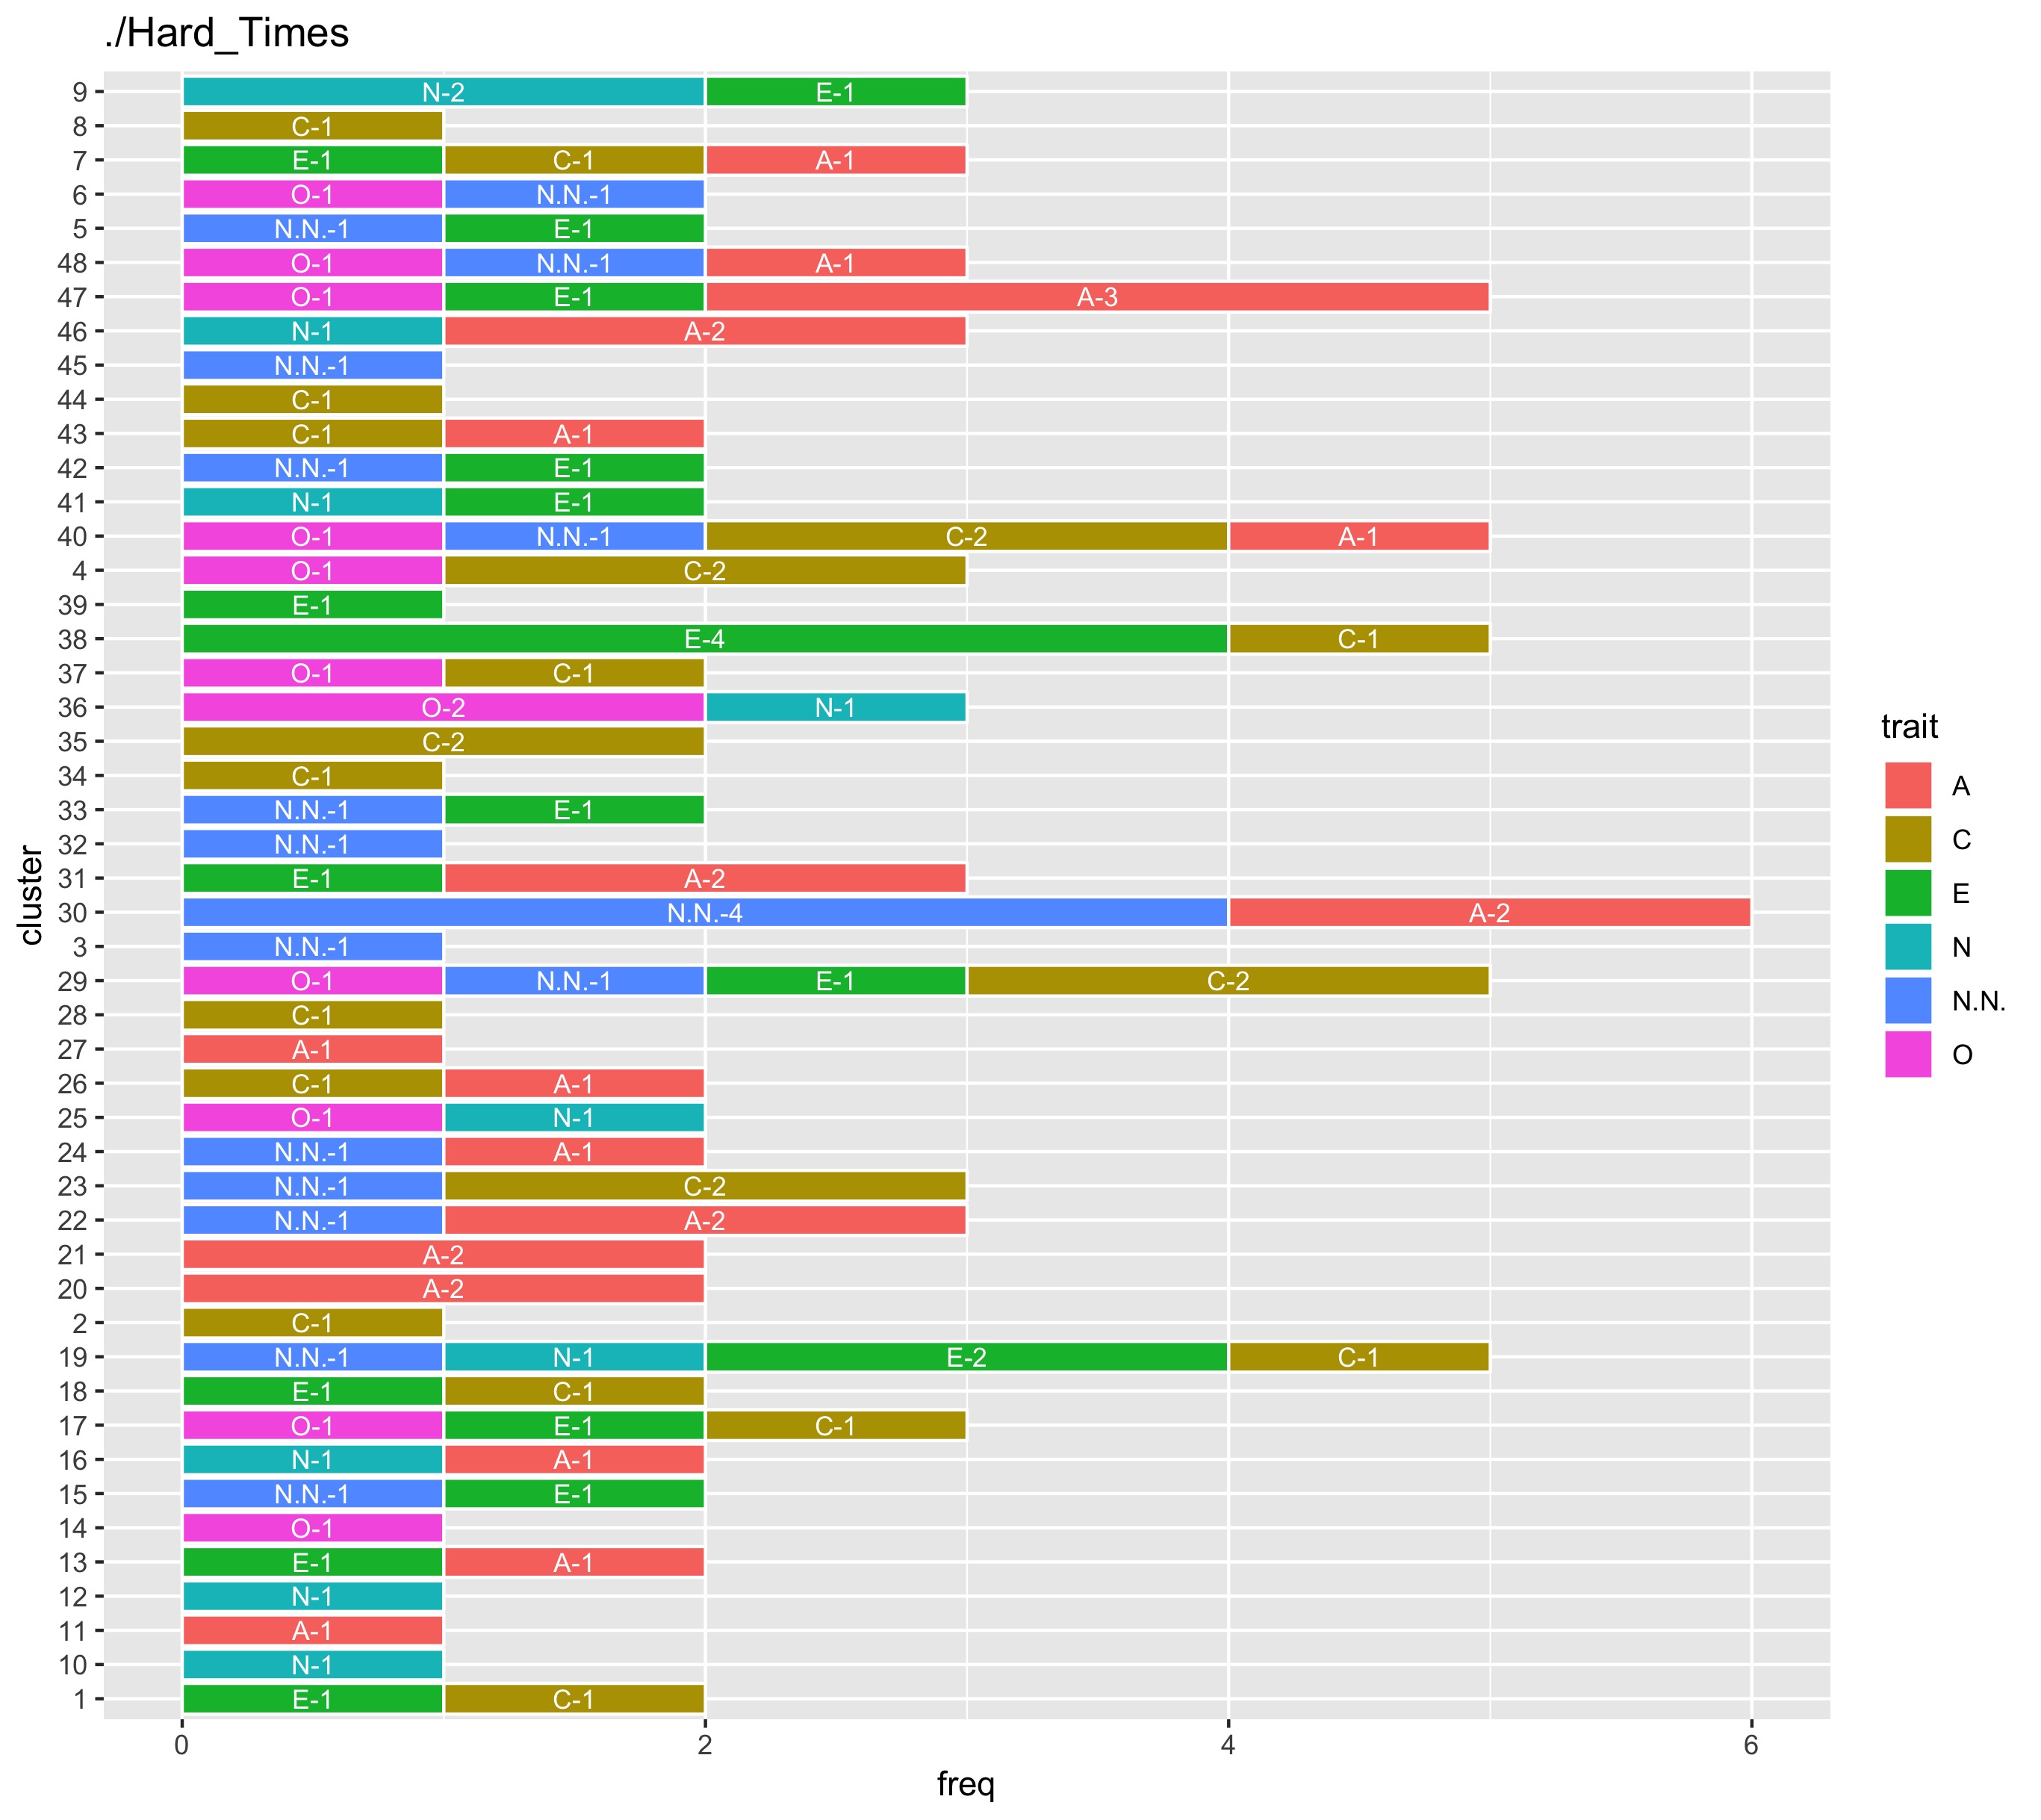 ./Hard_Times
9 N-2 E-1
8 C-1
7 E-1 C-1 A-1
6 O-1 N.N.-1
5 N.N.-1 E-1
48 O-1 N.N.-1 A-1
47 O-1 E-1 A-3
46 N-1 A-2
45 N.N.-1
44 C-1
43 C-1 A-1
42 N.N.-1 E-1
41 N-1 E-1
40 O-1 N.N.-1 C-2 A-1
4 O-1 C-2
39 E-1
38 E-4 C-1
37 O-1 C-1
36 O-2 N-1
35 C-2
34 C-1
33 N.N.-1 E-1
32 N.N.-1
31 E-1 A-2
30 N.N.-4 A-2
3 N.N.-1
29 O-1 N.N.-1 E-1 C-2
28 C-1
27 A-1
26 C-1 A-1
25 O-1 N-1
24 N.N.-1 A-1
23 N.N.-1 C-2
22 N.N.-1 A-2
21 A-2
20 A-2
2 C-1
19 N.N.-1 N-1 E-2 C-1
18 E-1 C-1
17 O-1 E-1 C-1
16 N-1 A-1
15 N.N.-1 E-1
14 O-1
13 E-1 A-1
12 N-1
11 A-1
10 N-1
1 E-1 C-1
0 2 4 6
freq
cluster
trait
A
C
E
N
N.N.
O